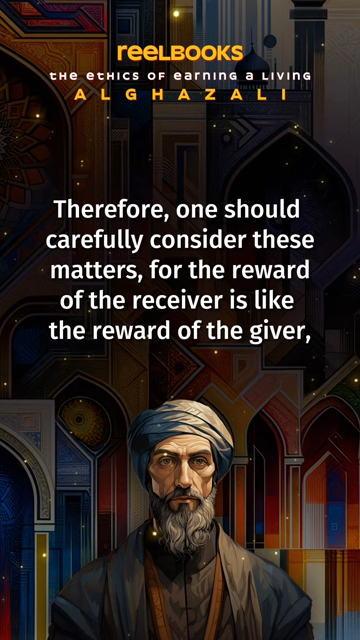 reelbooks
the ethics of earning a living
ALGHAZALI
Therefore, one should
carefully consider these
matters, for the reward
of the receiver is like
the reward of the giver,